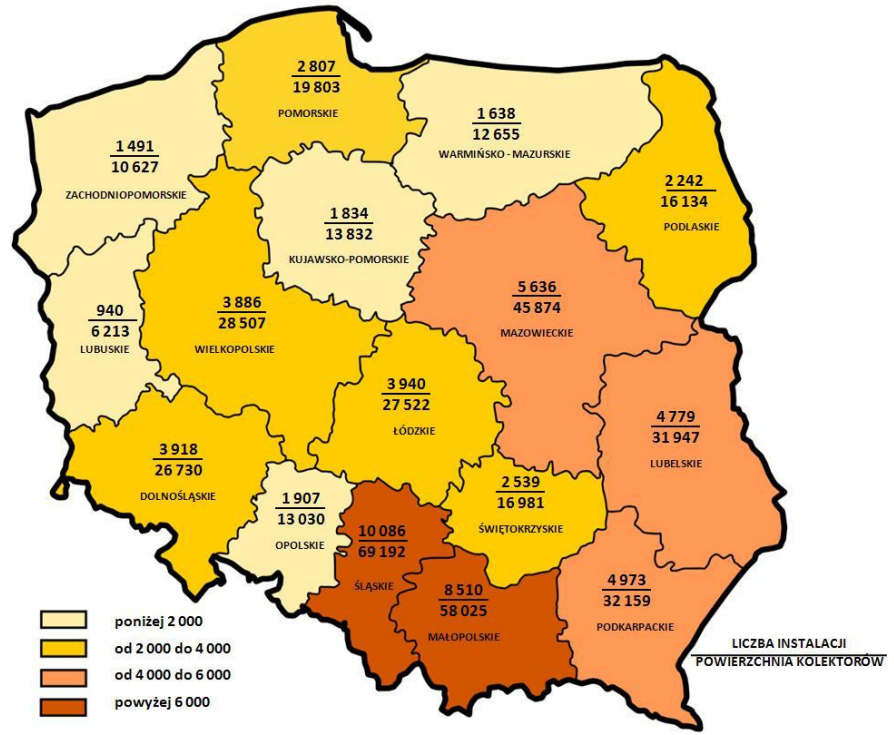 2 807
19 803
POMORSKIE
1 638
12 655
WARMIŃSKO - MAZURSKIE
1 491
10 627
ZACHODNIOPOMORSKIE
2 242
16 134
PODLASKIE
1 834
13 832
KUJAWSKO-POMORSKIE
5 636
45 874
MAZOWIECKIE
940
6 213
LUBUSKIE
3 886
28 507
WIELKOPOLSKIE
3 940
27 522
ŁÓDZKIE
4 779
31 947
LUBELSKIE
3 918
26 730
DOLNOŚLĄSKIE
2 539
16 981
ŚWIĘTOKRZYSKIE
1 907
13 030
OPOLSKIE
10 086
69 192
ŚLĄSKIE
8 510
58 025
MAŁOPOLSKIE
4 973
32 159
PODKARPACKIE
poniżej 2 000
od 2 000 do 4 000
od 4 000 do 6 000
powyżej 6 000
LICZBA INSTALACJI
POWIERZCHNIA KOLEKTORÓW